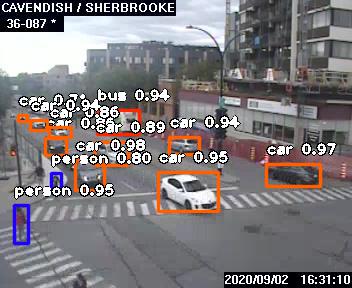 CAVENDISH / SHERBROOKE
36-087 *
bus 0.94
car 0.94
car 0.86
car 0.89
car 0.94
car 0.98
person 0.80
car 0.95
car 0.97
person 0.95
2020/09/02 16:31:10